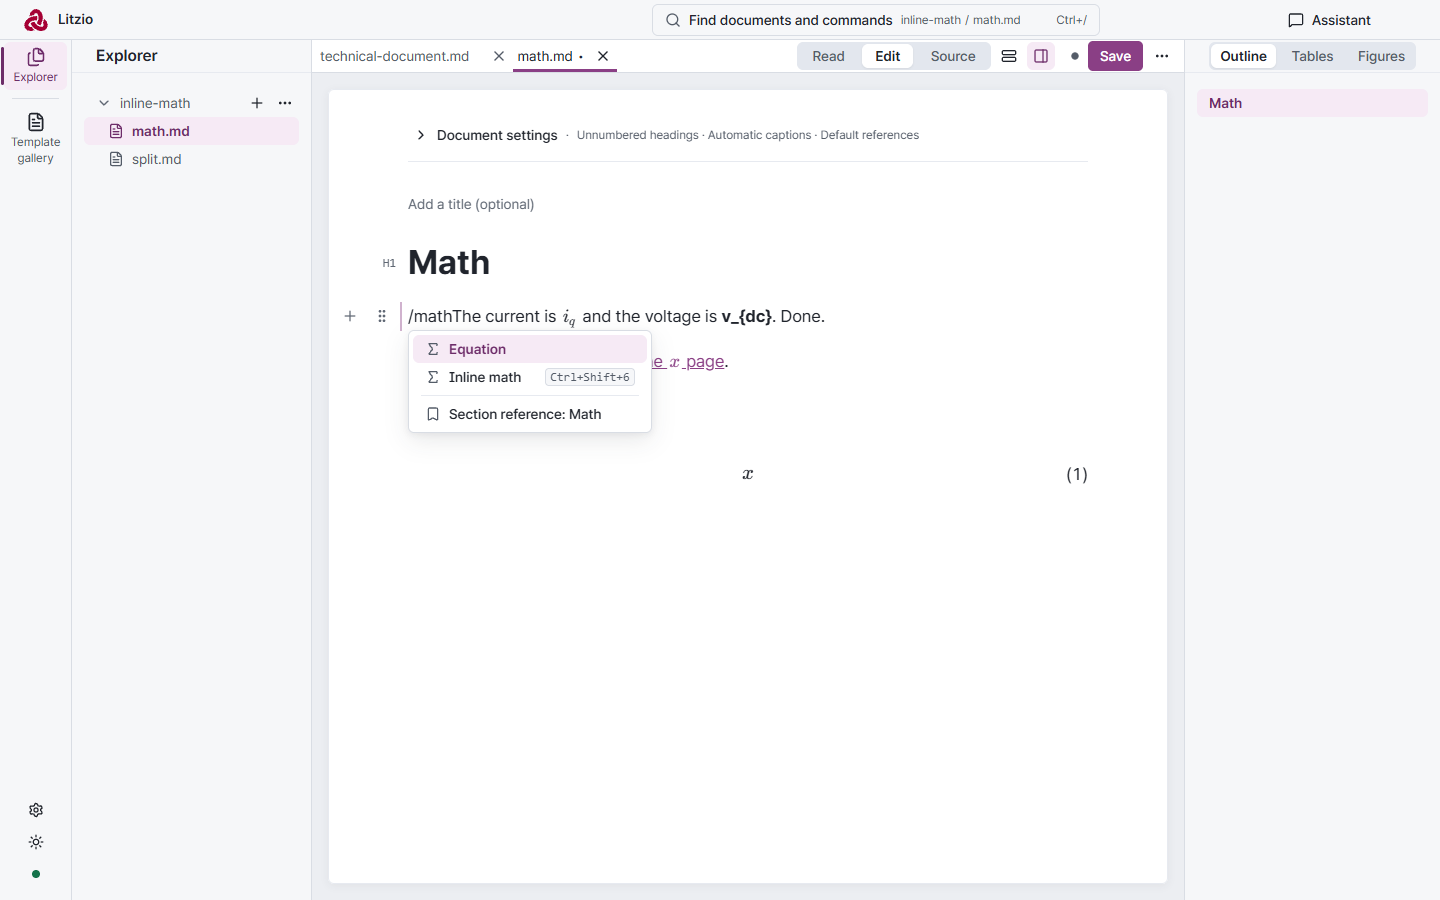 Litzio
Find documents and commands inline-math / math.md Ctrl+/
Assistant
Explorer
Template
gallery
Explorer
inline-math
math.md
split.md
technical-document.md
math.md •
Read Edit Source
Save
Outline Tables Figures
Math
Document settings · Unnumbered headings · Automatic captions · Default references
Add a title (optional)
H1 Math
/mathThe current is i_q and the voltage is v_{dc}. Done.
x page.
Equation
Inline math Ctrl+Shift+6
Section reference: Math
x (1)